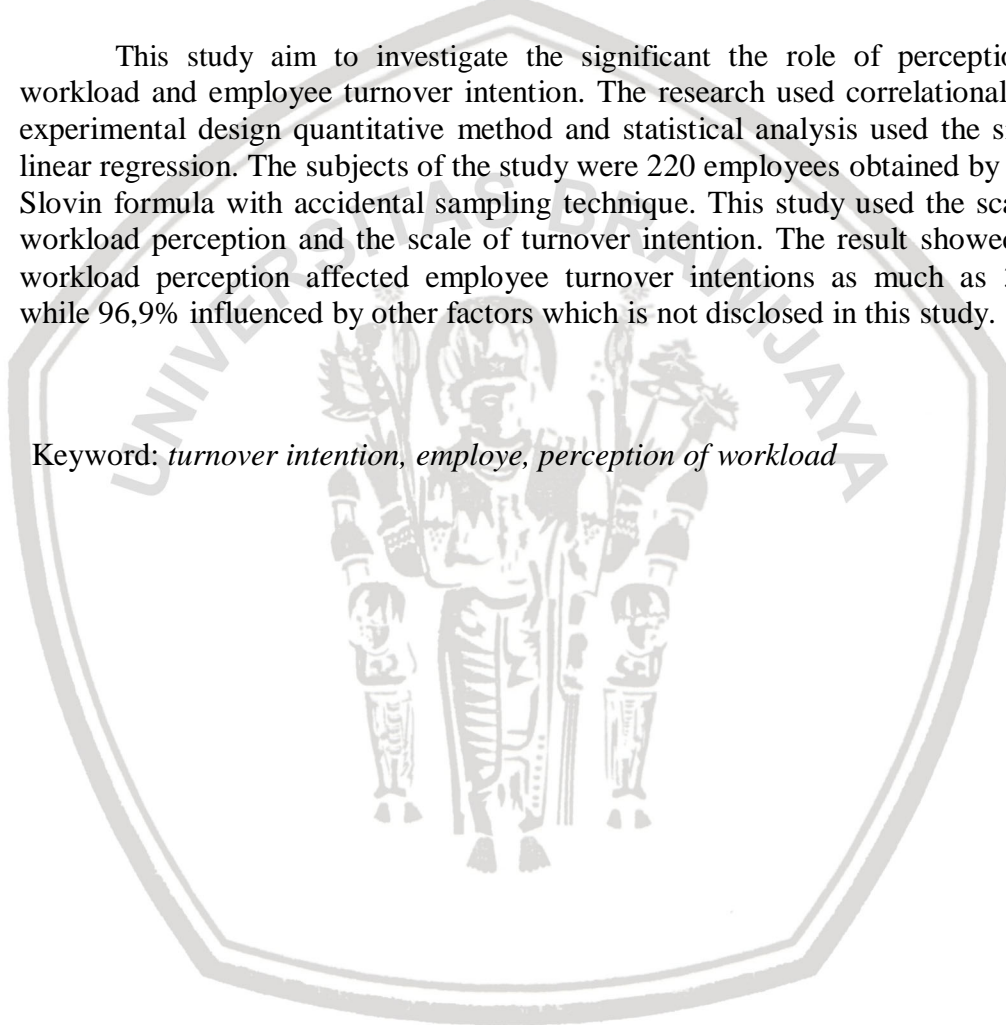 This study aim to investigate the significant the role of
workload and employee turnover intention. The research used correlational
experimental design quantitative method and statistical analysis used the
linear regression. The subjects of the study were 220 employees obtained by
Slovin formula with accidental sampling technique. This study used the
workload perception and the scale of turnover intention. The result
workload perception affected employee turnover intentions as much as
while 96,9% influenced by other factors which is not disclosed in this study.
UNIVERSITAS BRAWIJAYA
Keyword: turnover intention, employe, perception of workload